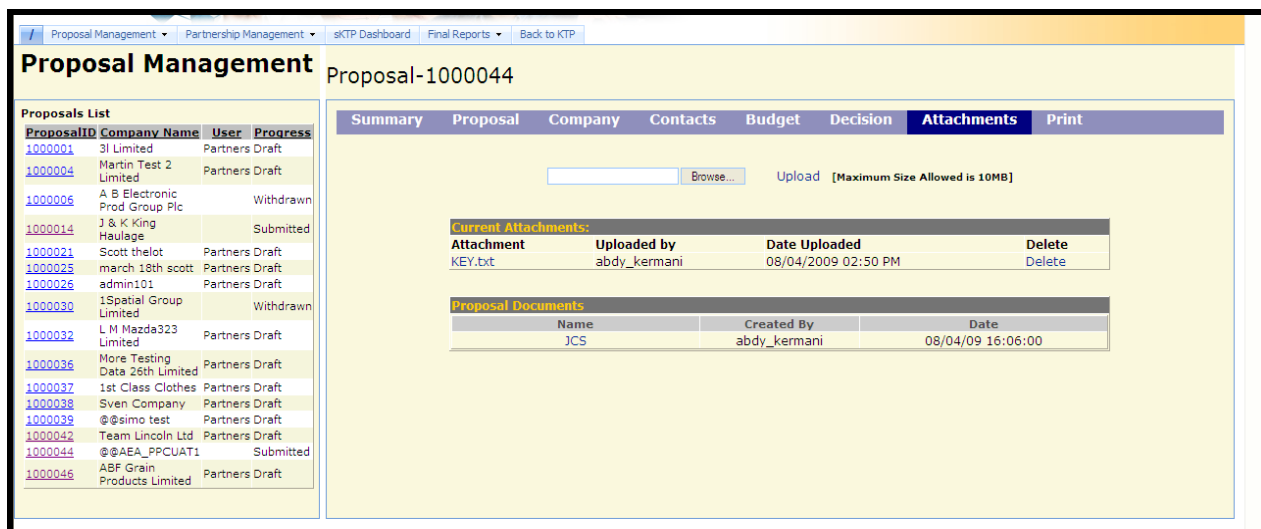 / Proposal Management Partnership Management sKTP Dashboard Final Reports Back to KTP
Proposal Management
Proposal-1000044
Proposals List
ProposalID Company Name User Progress
1000001 3l Limited Partners Draft
1000004 Martin Test 2 Limited Partners Draft
1000006 A B Electronic Prod Group Plc Withdrawn
1000014 J & K King Haulage Submitted
1000021 Scott thelot Partners Draft
1000025 march 18th scott Partners Draft
1000026 admin101 Partners Draft
1000030 1Spatial Group Limited Withdrawn
1000032 L M Mazda323 Limited Partners Draft
1000036 More Testing Data 26th Limited Partners Draft
1000037 1st Class Clothes Partners Draft
1000038 Sven Company Partners Draft
1000039 @@simo test Partners Draft
1000042 Team Lincoln Ltd Partners Draft
1000044 @@AEA_PPCUAT1 Submitted
1000046 ABF Grain Products Limited Partners Draft
Summary Proposal Company Contacts Budget Decision Attachments Print
Browse... Upload [Maximum Size Allowed is 10MB]
Current Attachments:
Attachment Uploaded by Date Uploaded Delete
KEY.txt abdy_kermani 08/04/2009 02:50 PM Delete
Proposal Documents
Name Created By Date
JCS abdy_kermani 08/04/09 16:06:00